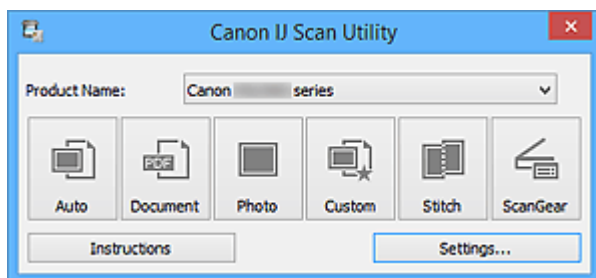 Canon IJ Scan Utility
Product Name: Canon series
PDF
Auto Document Photo Custom Stitch ScanGear
Instructions Settings...